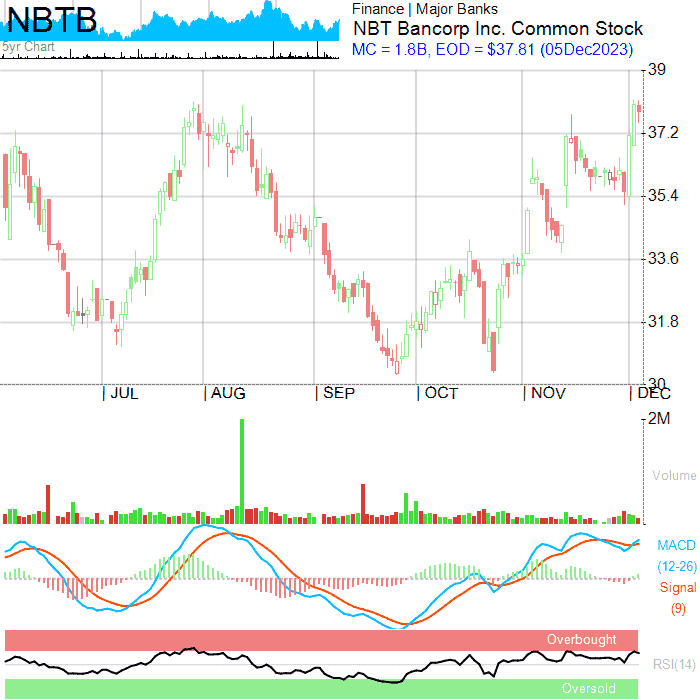 NBTB
5yr Chart
Finance | Major Banks
NBT Bancorp Inc. Common Stock
MC = 1.8B, EOD = $37.81 (05Dec2023)
39
37.2
35.4
33.6
31.8
30
JUL
AUG
SEP
OCT
NOV
DEC
2M
Volume
MACD
(12-26)
Signal
(9)
Overbought
RSI(14)
Oversold